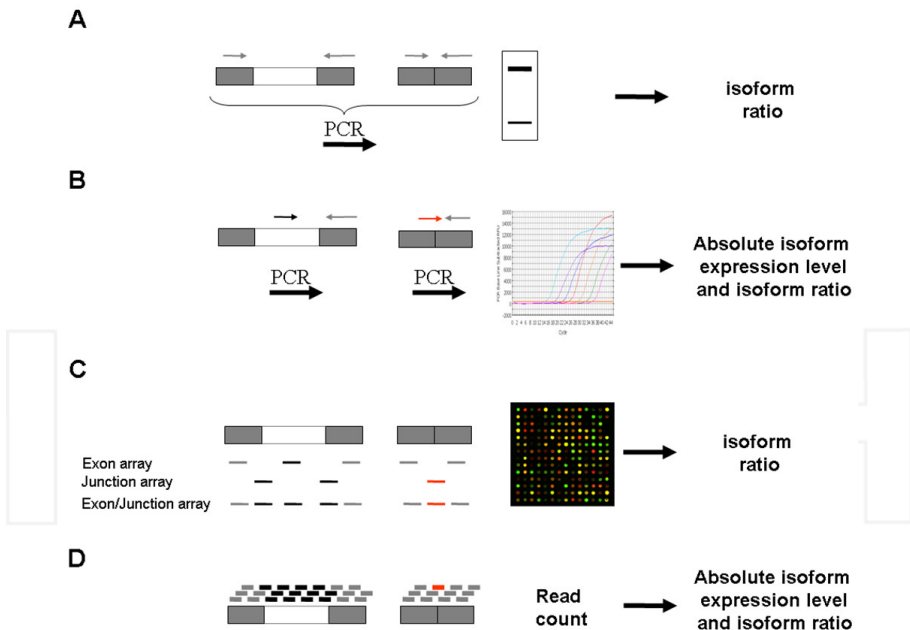 A
PCR
isoform
ratio
B
PCR
PCR
Absolute isoform
expression level
and isoform ratio
C
Exon array
Junction array
Exon/Junction array
isoform
ratio
D
Read
count
Absolute isoform
expression level
and isoform ratio